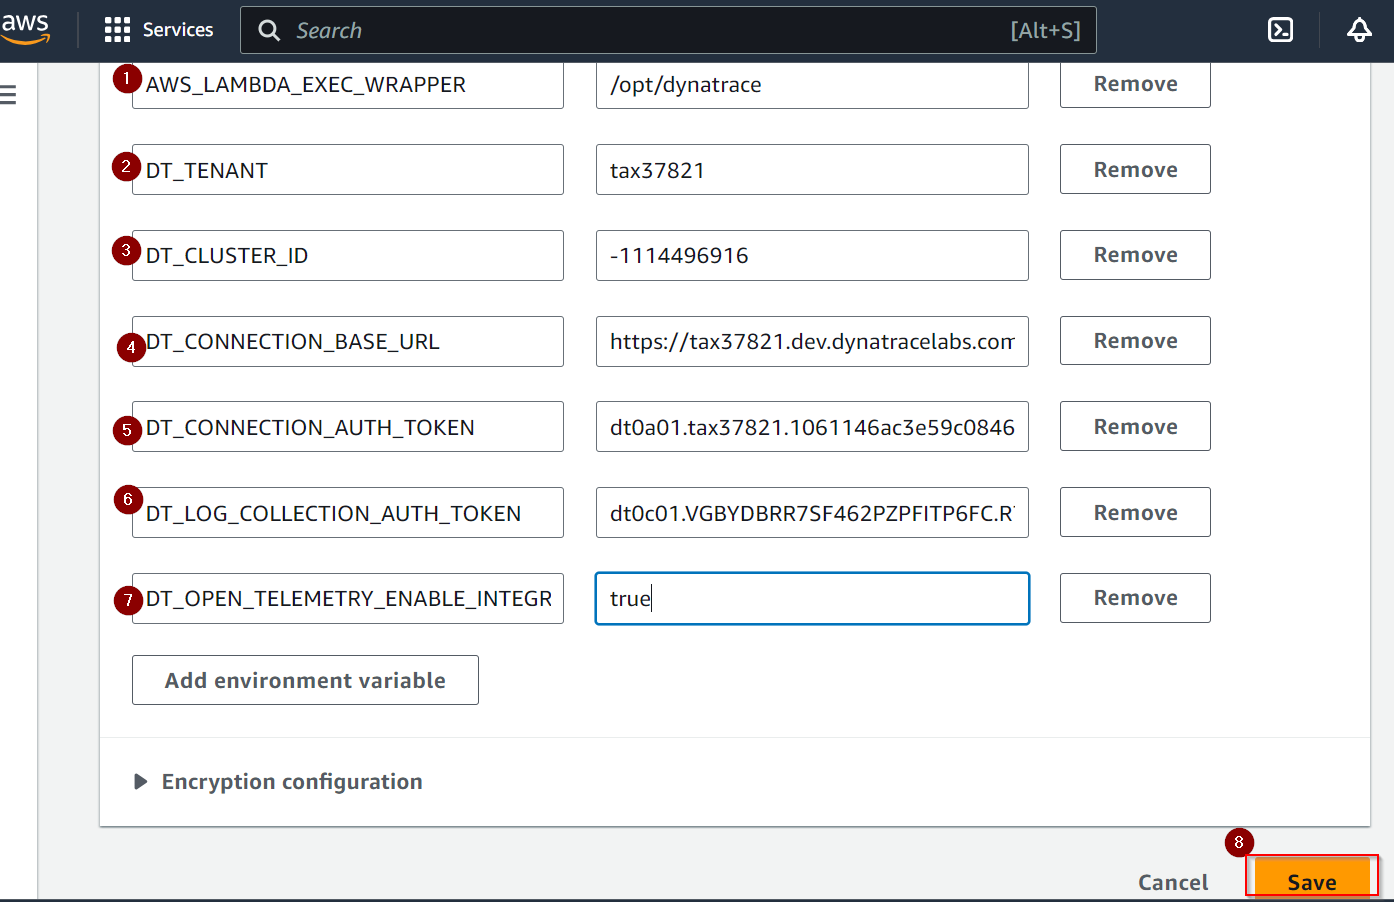 aws Services Search [Alt+S]
1 AWS_LAMBDA_EXEC_WRAPPER /opt/dynatrace Remove
2 DT_TENANT tax37821 Remove
3 DT_CLUSTER_ID -1114496916 Remove
4 DT_CONNECTION_BASE_URL https://tax37821.dev.dynatracelabs.com Remove
5 DT_CONNECTION_AUTH_TOKEN dt0a01.tax37821.1061146ac3e59c0846 Remove
6 DT_LOG_COLLECTION_AUTH_TOKEN dt0c01.VGBYDBRR7SF462PZPFITP6FC.R Remove
7 DT_OPEN_TELEMETRY_ENABLE_INTEGR true Remove
Add environment variable
Encryption configuration
8
Cancel Save